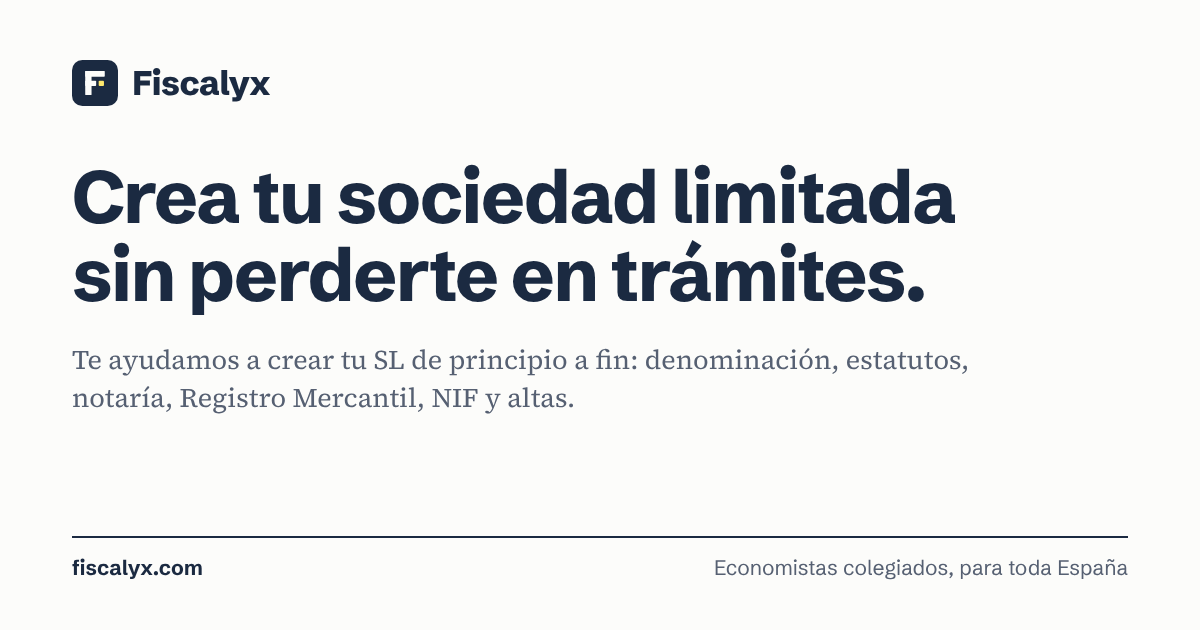 Fiscalyx
Crea tu sociedad limitada
sin perderte en trámites.
Te ayudamos a crear tu SL de principio a fin: denominación, estatutos,
notaría, Registro Mercantil, NIF y altas.
fiscalyx.com
Economistas colegiados, para toda España